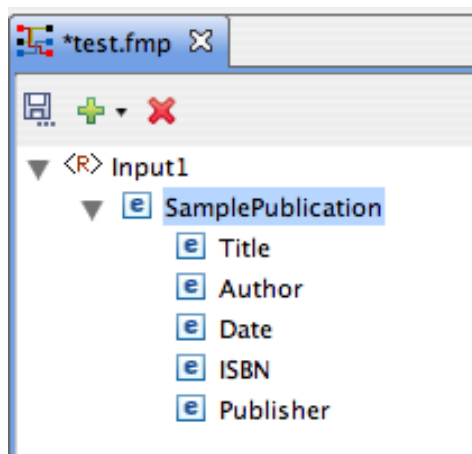 *test.fmp
<R> Input1
e SamplePublication
e Title
e Author
e Date
e ISBN
e Publisher